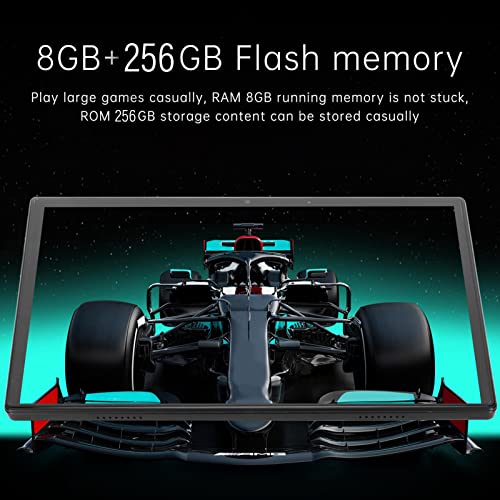 8GB+256GB Flash memory
Play large games casually, RAM 8GB running memory is not stuck,
ROM 256GB storage content can be stored casually
AMG